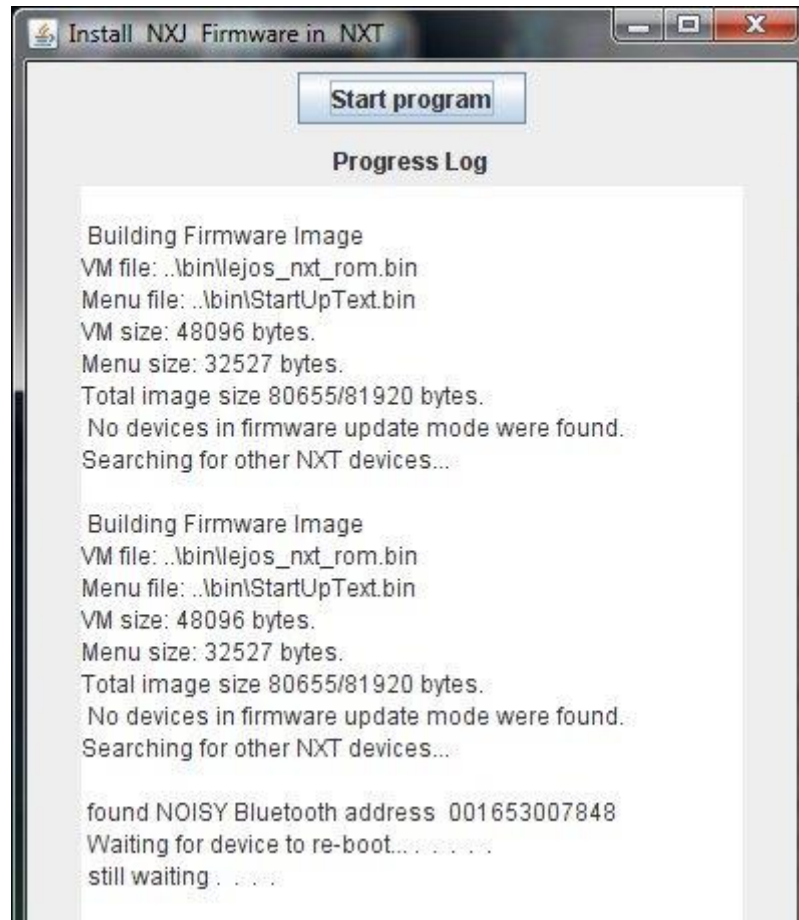 Install NXJ Firmware in NXT
Start program
Progress Log
Building Firmware Image
VM file: ..\bin\lejos_nxt_rom.bin
Menu file: ..\bin\StartUpText.bin
VM size: 48096 bytes.
Menu size: 32527 bytes.
Total image size 80655/81920 bytes.
No devices in firmware update mode were found.
Searching for other NXT devices...
Building Firmware Image
VM file: ..\bin\lejos_nxt_rom.bin
Menu file: ..\bin\StartUpText.bin
VM size: 48096 bytes.
Menu size: 32527 bytes.
Total image size 80655/81920 bytes.
No devices in firmware update mode were found.
Searching for other NXT devices...
found NOISY Bluetooth address 001653007848
Waiting for device to re-boot... . . . . .
still waiting . . . .